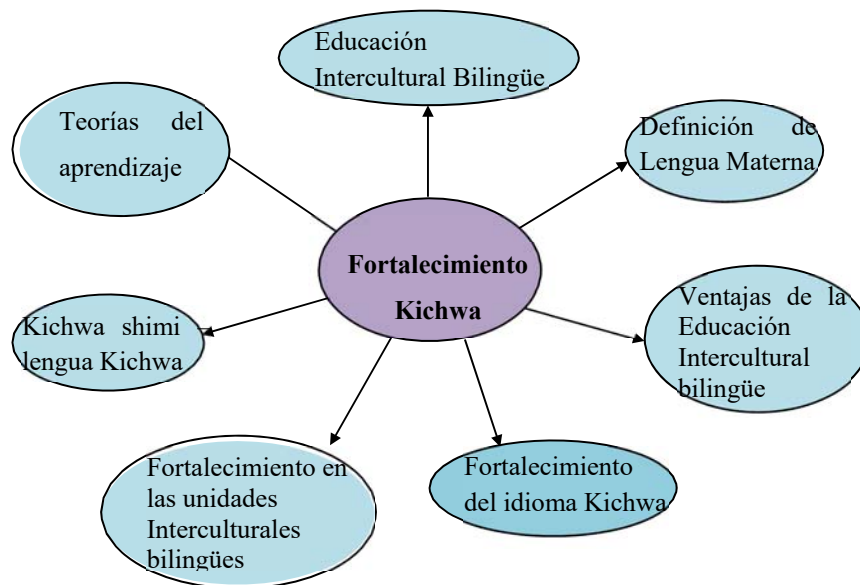 Educación
Intercultural Bilingüe
Teorías del
aprendizaje
Definición de
Lengua Materna
Fortalecimiento
Kichwa
Ventajas de la
Educación
Intercultural
bilingüe
Kichwa shimi –
lengua Kichwa
Fortalecimiento en
las unidades
Interculturales
bilingües
Fortalecimiento
del idioma Kichwa